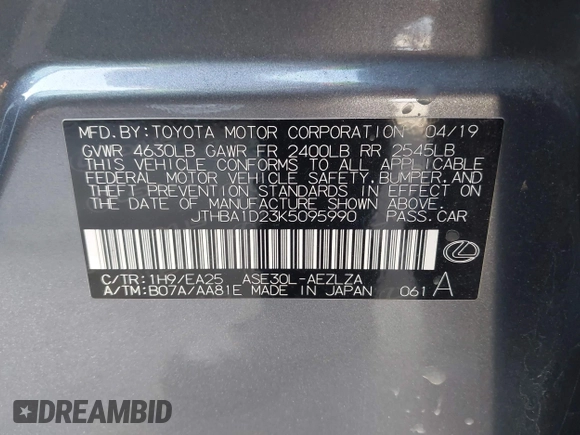 MFD.BY:TOYOTA MOTOR CORPORATION 04/19
GVWR 4630LB GAWR FR 2400LB RR 2545LB
THIS VEHICLE CONFORMS TO ALL APPLICABLE
FEDERAL MOTOR VEHICLE SAFETY,BUMPER,AND
THEFT PREVENTION STANDARDS IN EFFECT ON
THE DATE OF MANUFACTURE SHOWN ABOVE.
JTHBA1D23K5095990 PASS.CAR
C/TR:1H9/EA25 ASE30L-AEZLZA
A/TM:B07A/AA81E MADE IN JAPAN 061 A
DREAMBID